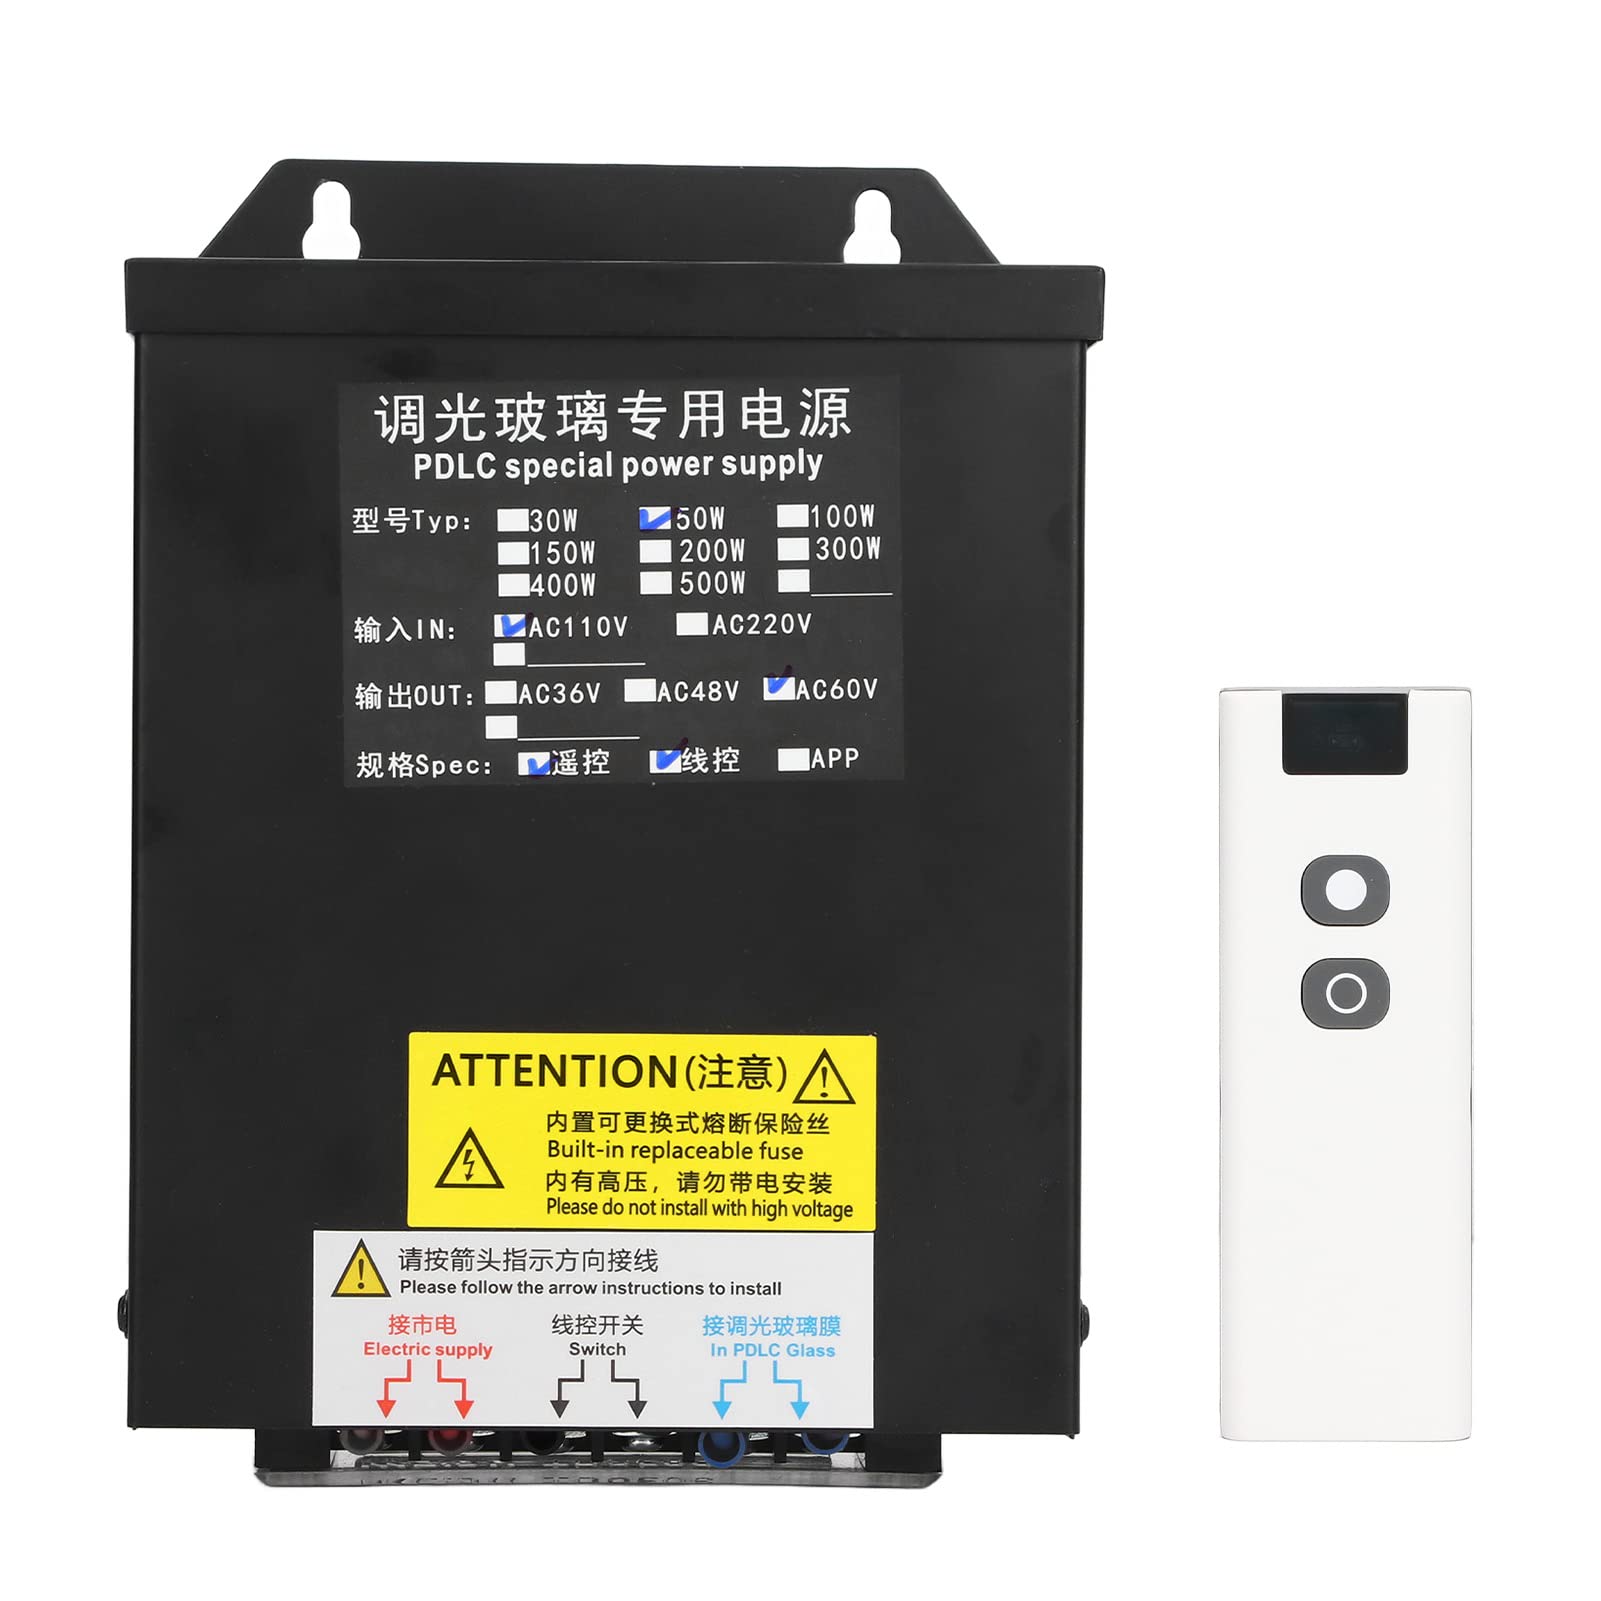 调光玻璃专用电源
PDLC special power supply
型号Typ: 30W 50W 100W
150W 200W 300W
400W 500W
输入IN: AC110V AC220V
输出OUT: AC36V AC48V AC60V
规格Spec: 遥控 线控 APP
ATTENTION(注意)
内置可更换式熔断保险丝
Built-in replaceable fuse
内有高压，请勿带电安装
Please do not install with high voltage
请按箭头指示方向接线
Please follow the arrow instructions to install
接市电 线控开关 接调光玻璃膜
Electric supply Switch In PDLC Glass